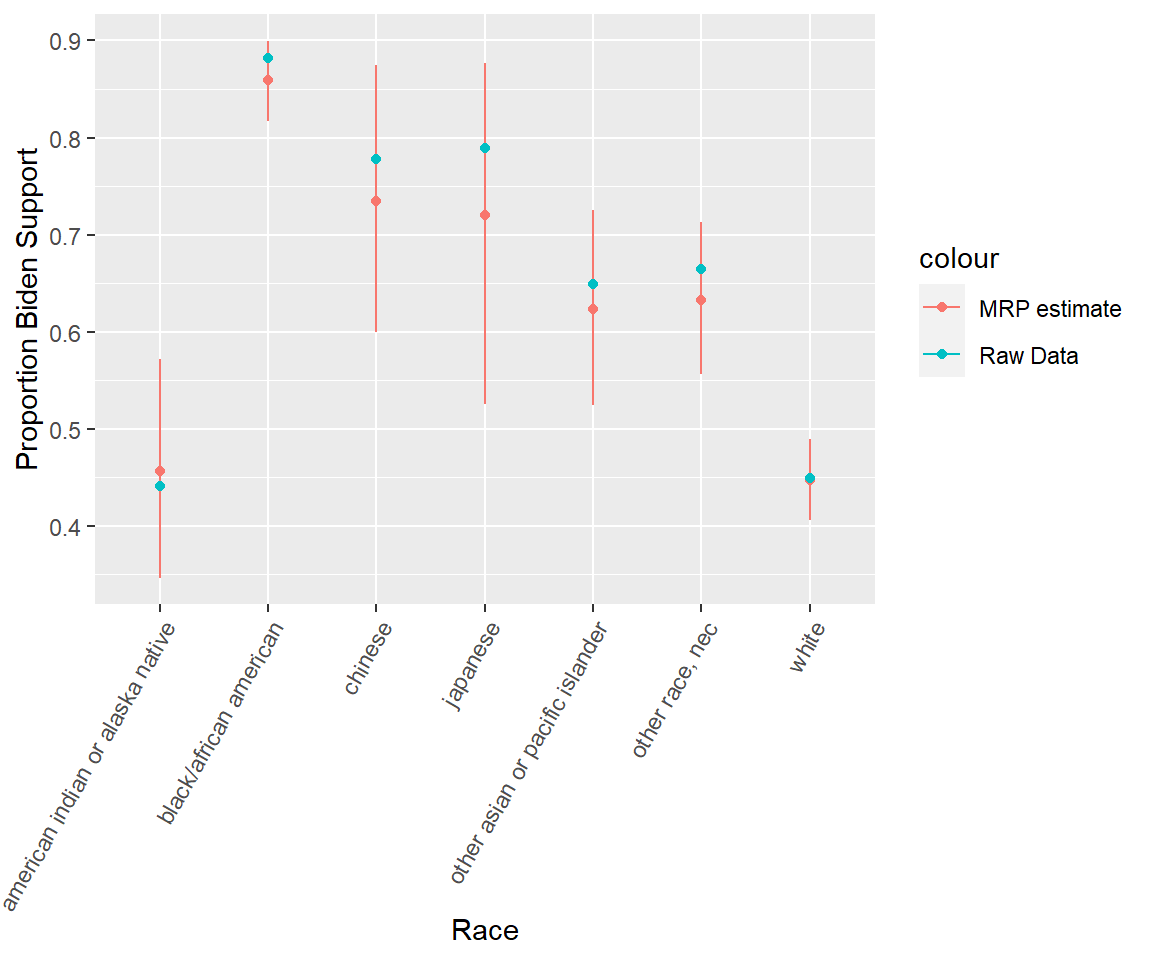 Proportion Biden Support
0.9
0.8
0.7
0.6
0.5
0.4
american indian or alaska native
black/african american
chinese
japanese
other asian or pacific islander
other race, nec
white
Race
colour
MRP estimate
Raw Data